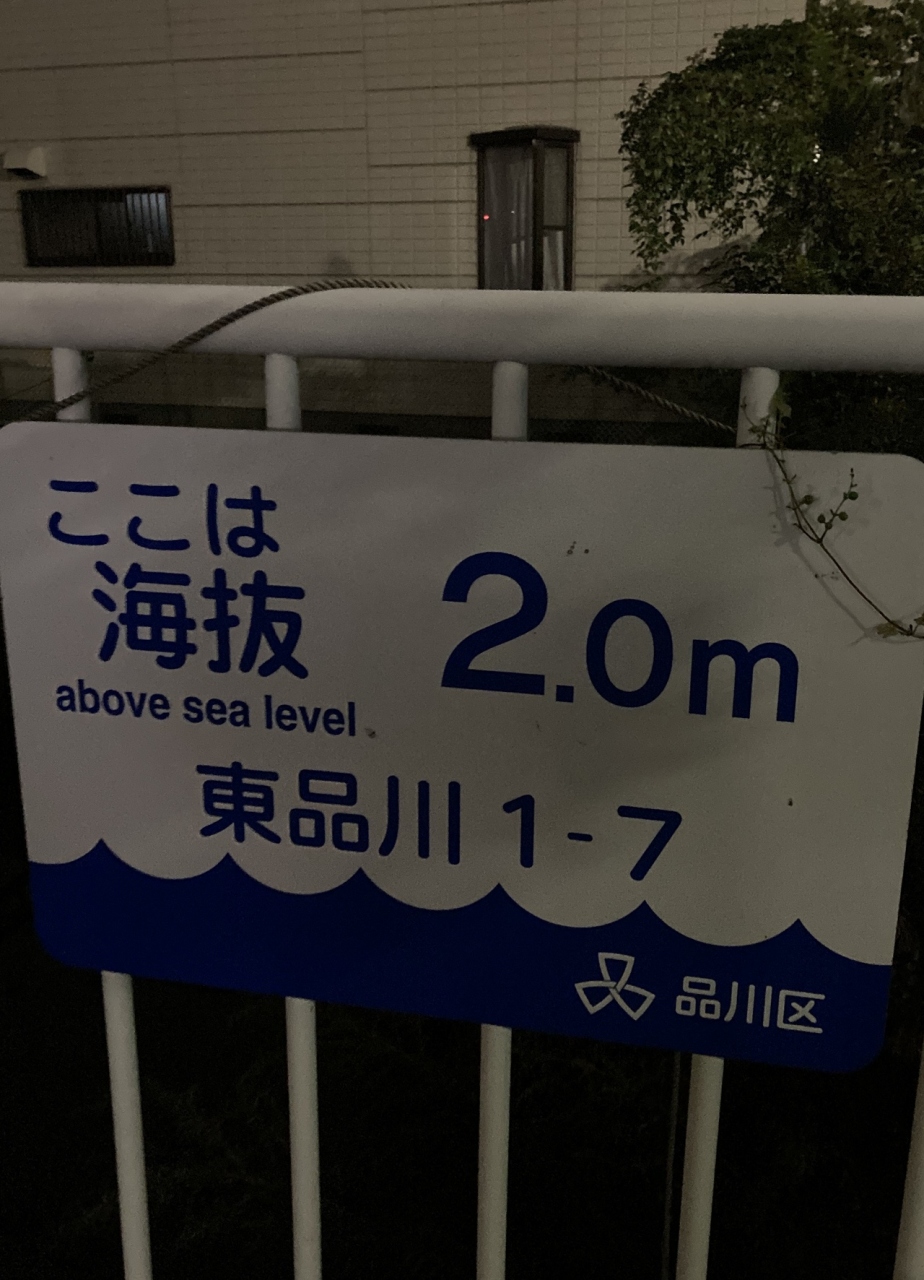 ここは
海抜 2.0m
above sea level
東品川 1-7
品川区